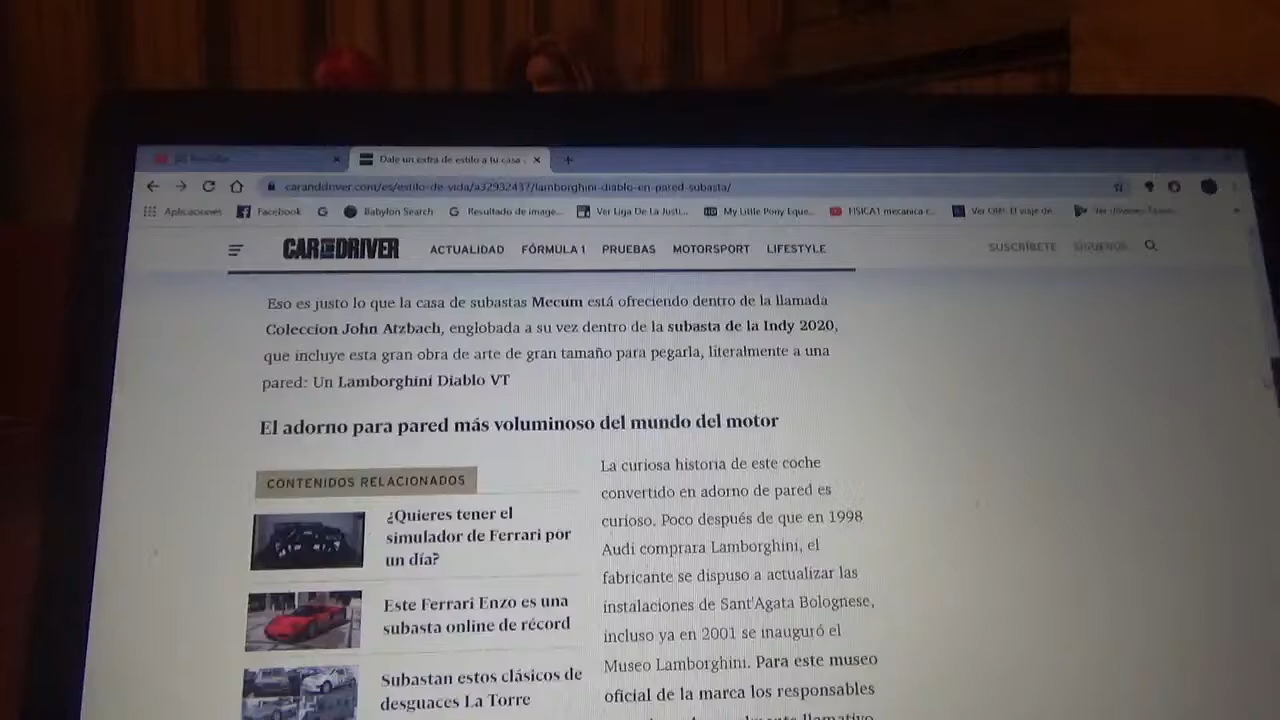 Dale un extra de estilo a tu casa
caranddriver.com/es/estilo-de-vida/a32932437/lamborghini-diablo-en-pared-subasta/
Aplicaciones
Facebook
Babylon Search
Resultado de image...
Ver Liga De La Justi...
My Little Pony Eque...
FISICA1 mecanica c...
CAR AND DRIVER
ACTUALIDAD FÓRMULA 1 PRUEBAS MOTORSPORT LIFESTYLE
SUSCRÍBETE SÍGUENOS
Eso es justo lo que la casa de subastas Mecum está ofreciendo dentro de la llamada
Coleccion John Atzbach, englobada a su vez dentro de la subasta de la Indy 2020,
que incluye esta gran obra de arte de gran tamaño para pegarla, literalmente a una
pared: Un Lamborghini Diablo VT
El adorno para pared más voluminoso del mundo del motor
CONTENIDOS RELACIONADOS
¿Quieres tener el
simulador de Ferrari por
un día?
Este Ferrari Enzo es una
subasta online de récord
Subastan estos clásicos de
desguaces La Torre
La curiosa historia de este coche
convertido en adorno de pared es
curioso. Poco después de que en 1998
Audi comprara Lamborghini, el
fabricante se dispuso a actualizar las
instalaciones de Sant'Agata Bolognese,
incluso ya en 2001 se inauguró el
Museo Lamborghini. Para este museo
oficial de la marca los responsables